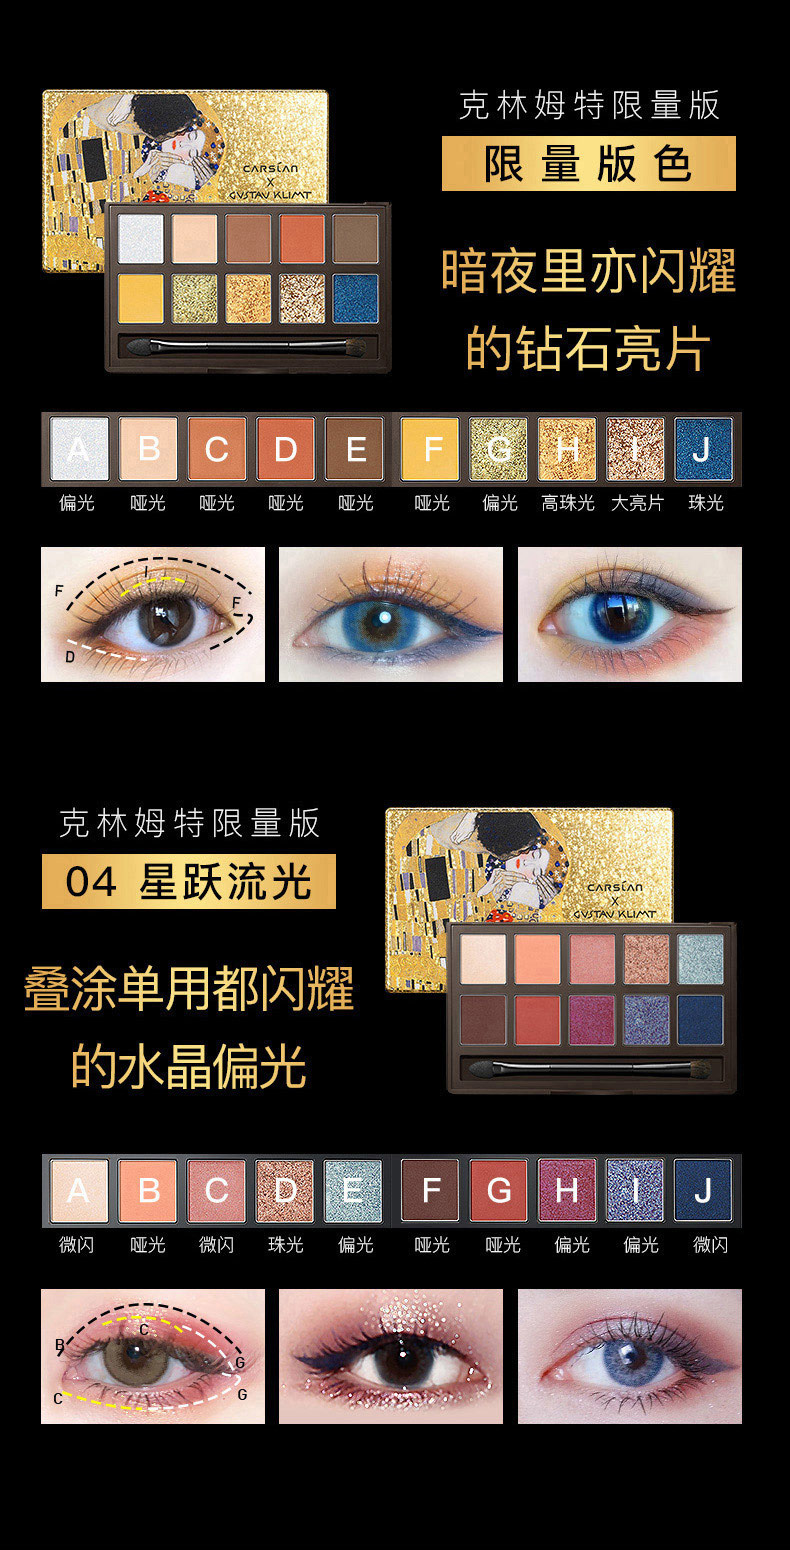 克林姆特限量版
限量版色
CARSLAN
X
GUSTAV KLIMT
暗夜里亦闪耀
的钻石亮片
A B C D E F G H I J
偏光 哑光 哑光 哑光 哑光 哑光 偏光 高珠光 大亮片 珠光
I
F
F
D
克林姆特限量版
04 星跃流光
CARSLAN
X
GUSTAV KLIMT
叠涂单用都闪耀
的水晶偏光
A B C D E F G H I J
微闪 哑光 微闪 珠光 偏光 哑光 哑光 偏光 偏光 微闪
C
B
G
C
G